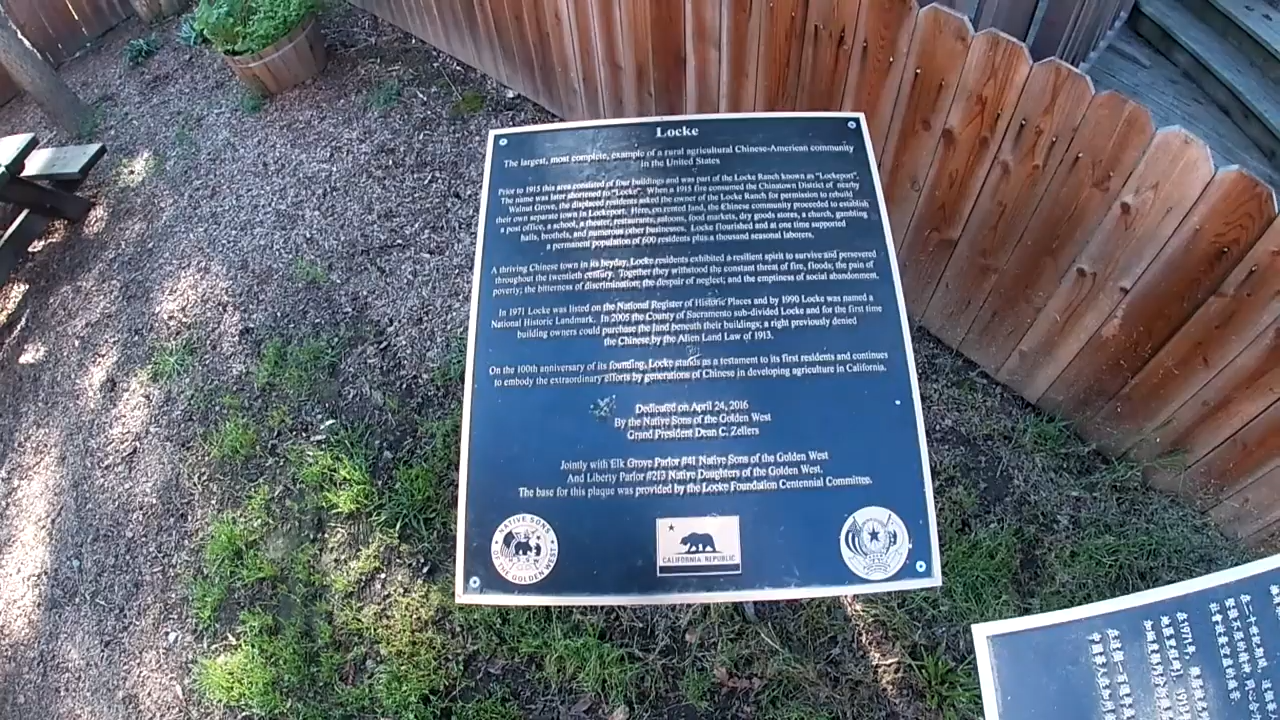 Locke
The largest, most complete, example of a rural agricultural Chinese-American community
in the United States
Prior to 1915 this area consisted of four buildings and was part of the Locke Ranch known as "Lockeport".
The name was later shortened to "Locke". When a 1915 fire consumed the Chinatown District of nearby
Walnut Grove, the displaced residents asked the owner of the Locke Ranch for permission to rebuild
their own separate town in Lockeport. Here, on rented land, the Chinese community proceeded to establish
a post office, a school, a theater, restaurants, saloons, food markets, dry goods stores, a church, gambling
halls, brothels, and numerous other businesses. Locke flourished and at one time supported
a permanent population of 600 residents plus a thousand seasonal laborers.
A thriving Chinese town in its heyday, Locke residents exhibited a resilient spirit to survive and persevered
throughout the twentieth century. Together they withstood the constant threat of fire, floods; the pain of
poverty; the bitterness of discrimination; the despair of neglect; and the emptiness of social abandonment.
In 1971 Locke was listed on the National Register of Historic Places and by 1990 Locke was named a
National Historic Landmark. In 2005 the County of Sacramento sub-divided Locke and for the first time
building owners could purchase the land beneath their buildings; a right previously denied
the Chinese by the Alien Land Law of 1913.
On the 100th anniversary of its founding, Locke stands as a testament to its first residents and continues
to embody the extraordinary efforts by generations of Chinese in developing agriculture in California.
Dedicated on April 24, 2016
By the Native Sons of the Golden West
Grand President Dean C. Zellers
Jointly with Elk Grove Parlor #41 Native Sons of the Golden West
And Liberty Parlor #213 Native Daughters of the Golden West.
The base for this plaque was provided by the Locke Foundation Centennial Committee.
NATIVE SONS
OF THE GOLDEN WEST
CALIFORNIA REPUBLIC
在二十世紀期間
在1971年